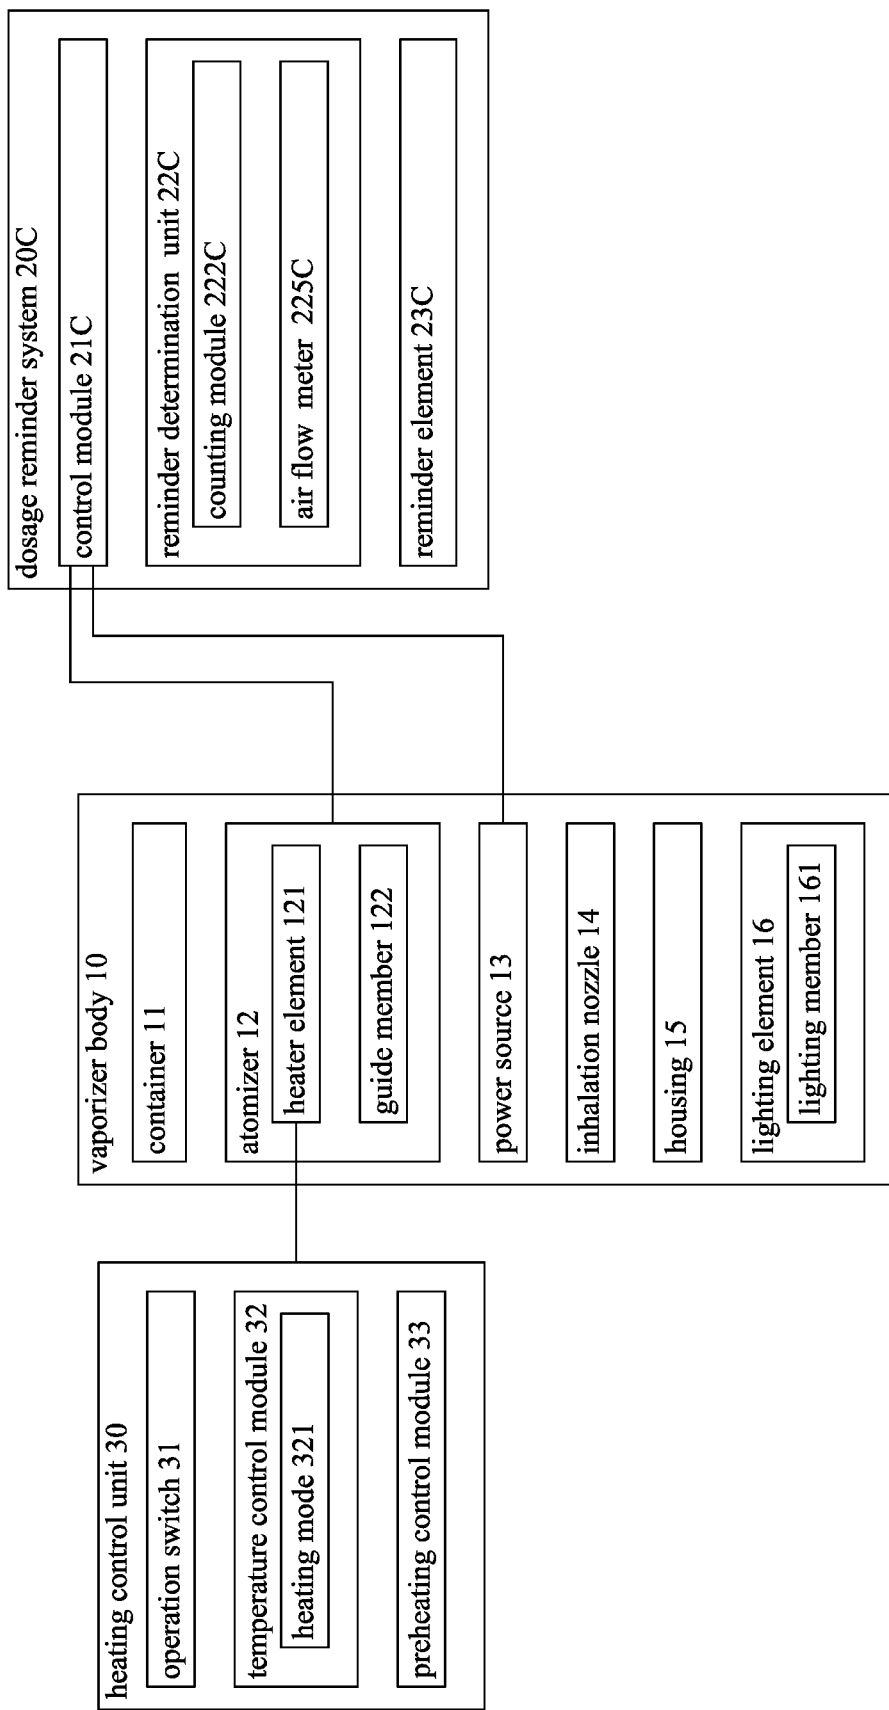 heating control unit 30
operation switch 31
temperature control module 32
heating mode 321
preheating control module 33
vaporizer body 10
container 11
atomizer 12
heater element 121
guide member 122
power source 13
inhalation nozzle 14
housing 15
lighting element 16
lighting member 161
dosage reminder system 20C
control module 21C
reminder determination unit 22C
counting module 222C
air flow meter 225C
reminder element 23C